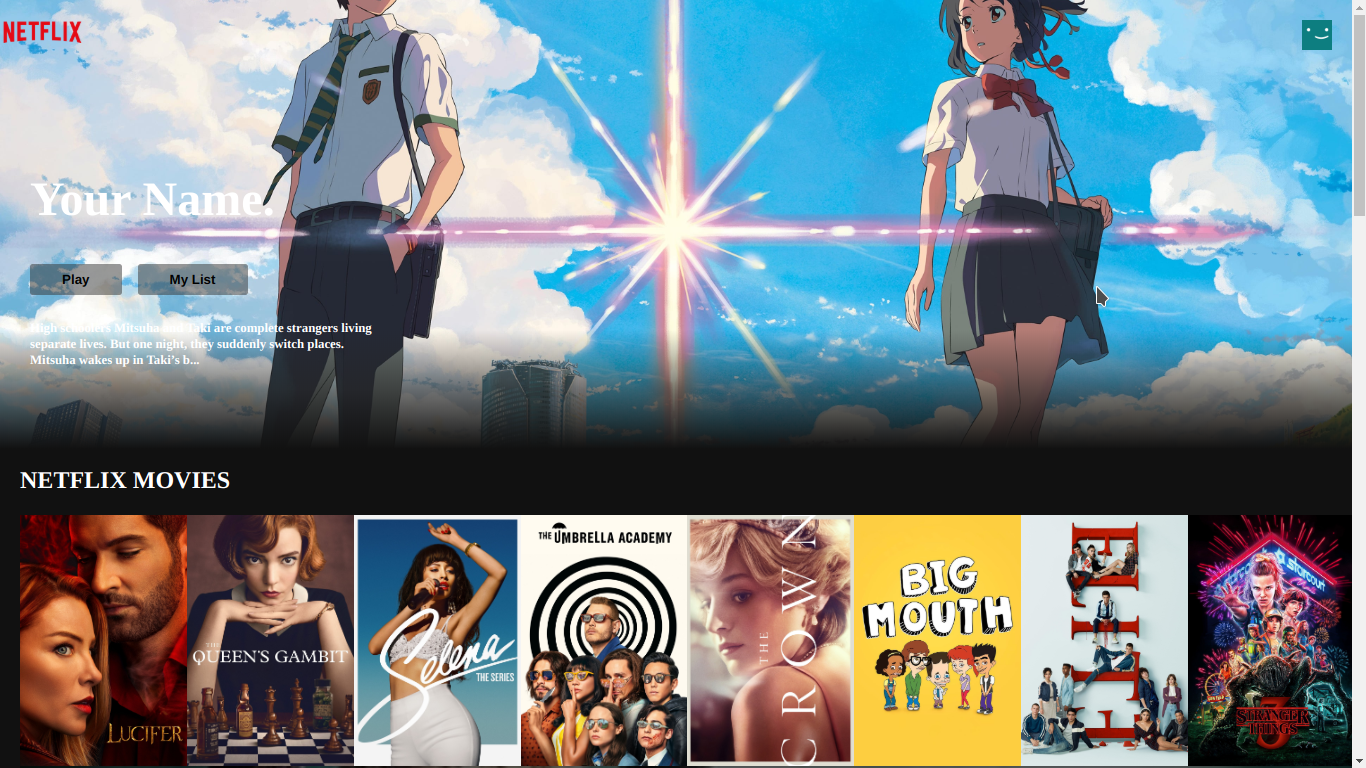 NETFLIX
Your Name.
Play
My List
High schoolers Mitsuha and Taki are complete strangers living
separate lives. But one night, they suddenly switch places.
Mitsuha wakes up in Taki's b...
NETFLIX MOVIES
LUCIFER
THE
QUEEN'S GAMBIT
Selena
THE SERIES
THE UMBRELLA ACADEMY
THE
CROWN
BIG
MOUTH
ELITE
starcourt
STRANGER
THINGS
3